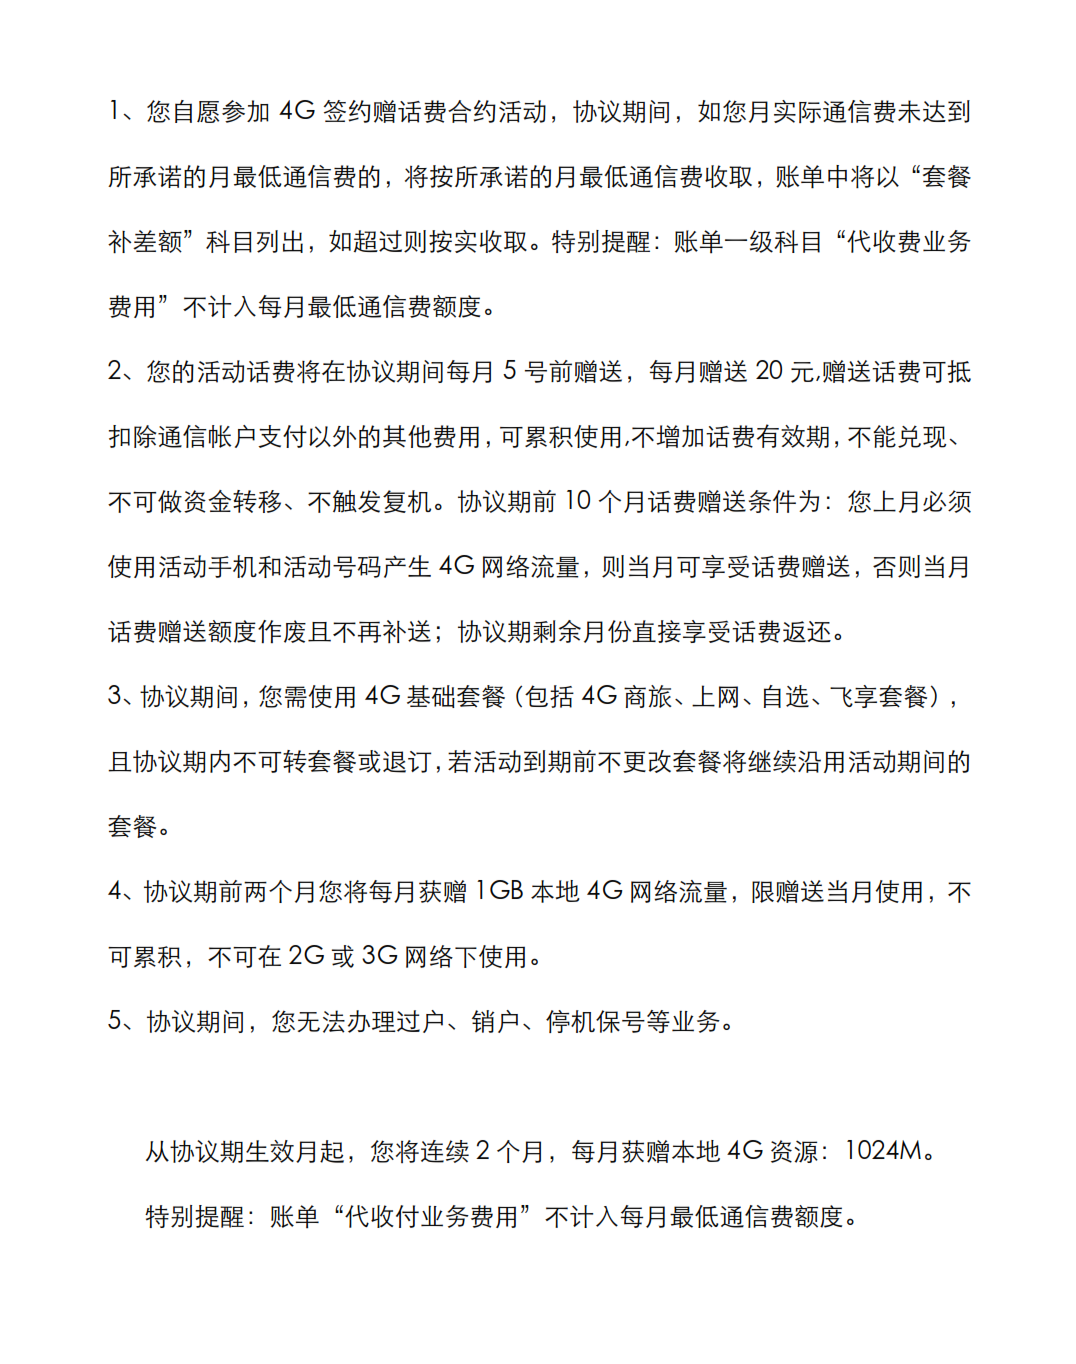 1、您自愿参加 4G 签约赠话费合约活动，协议期间，如您月实际通信费未达到
所承诺的月最低通信费的，将按所承诺的月最低通信费收取，账单中将以“套餐
补差额”科目列出，如超过则按实收取。特别提醒：账单一级科目“代收费业务
费用”不计入每月最低通信费额度。
2、您的活动话费将在协议期间每月 5 号前赠送，每月赠送 20 元,赠送话费可抵
扣除通信帐户支付以外的其他费用，可累积使用,不增加话费有效期，不能兑现、
不可做资金转移、不触发复机。协议期前 10 个月话费赠送条件为：您上月必须
使用活动手机和活动号码产生 4G 网络流量，则当月可享受话费赠送，否则当月
话费赠送额度作废且不再补送；协议期剩余月份直接享受话费返还。
3、协议期间，您需使用 4G 基础套餐（包括 4G 商旅、上网、自选、飞享套餐），
且协议期内不可转套餐或退订，若活动到期前不更改套餐将继续沿用活动期间的
套餐。
4、协议期前两个月您将每月获赠 1GB 本地 4G 网络流量，限赠送当月使用，不
可累积，不可在 2G 或 3G 网络下使用。
5、协议期间，您无法办理过户、销户、停机保号等业务。
从协议期生效月起，您将连续 2 个月，每月获赠本地 4G 资源：1024M。
特别提醒：账单“代收付业务费用”不计入每月最低通信费额度。